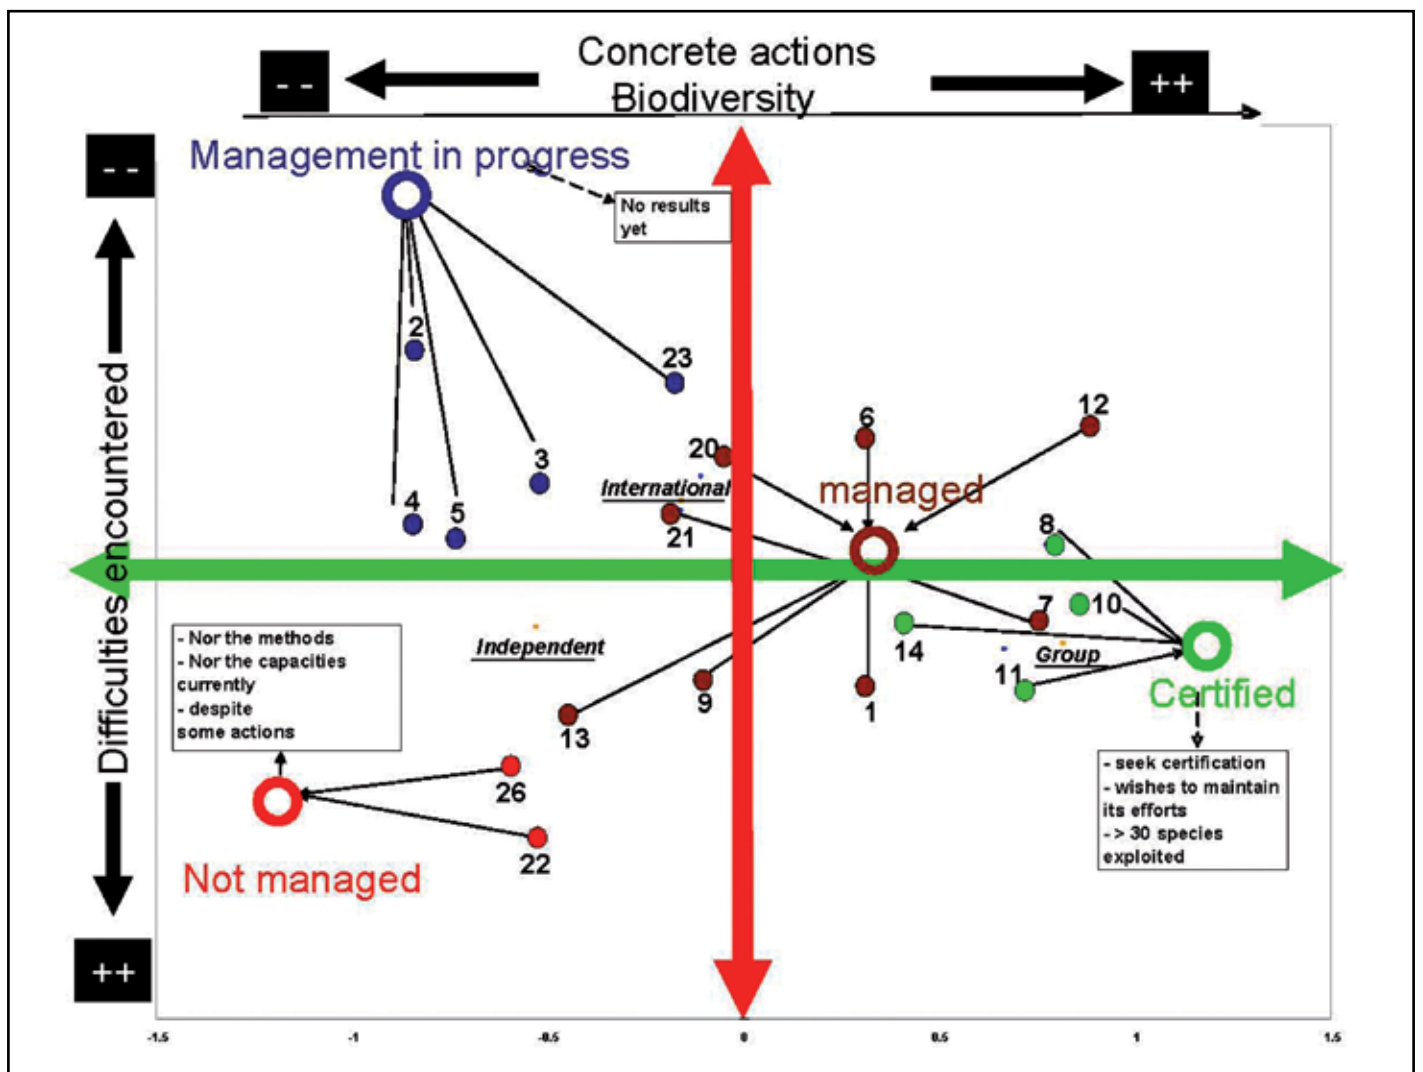 Concrete actions
Biodiversity
- -
++
- -
Management in progress
No results
yet
2
23
6
12
20
3
International
managed
4
5
21
8
Difficulties encountered
7
10
- Nor the methods
- Nor the capacities
currently
- despite
some actions
Independent
14
Group
11
9
1
Certified
13
26
- seek certification
- wishes to maintain
its efforts
-> 30 species
exploited
22
Not managed
++
-1.5
-1
-0.5
0
0.5
1
1.5